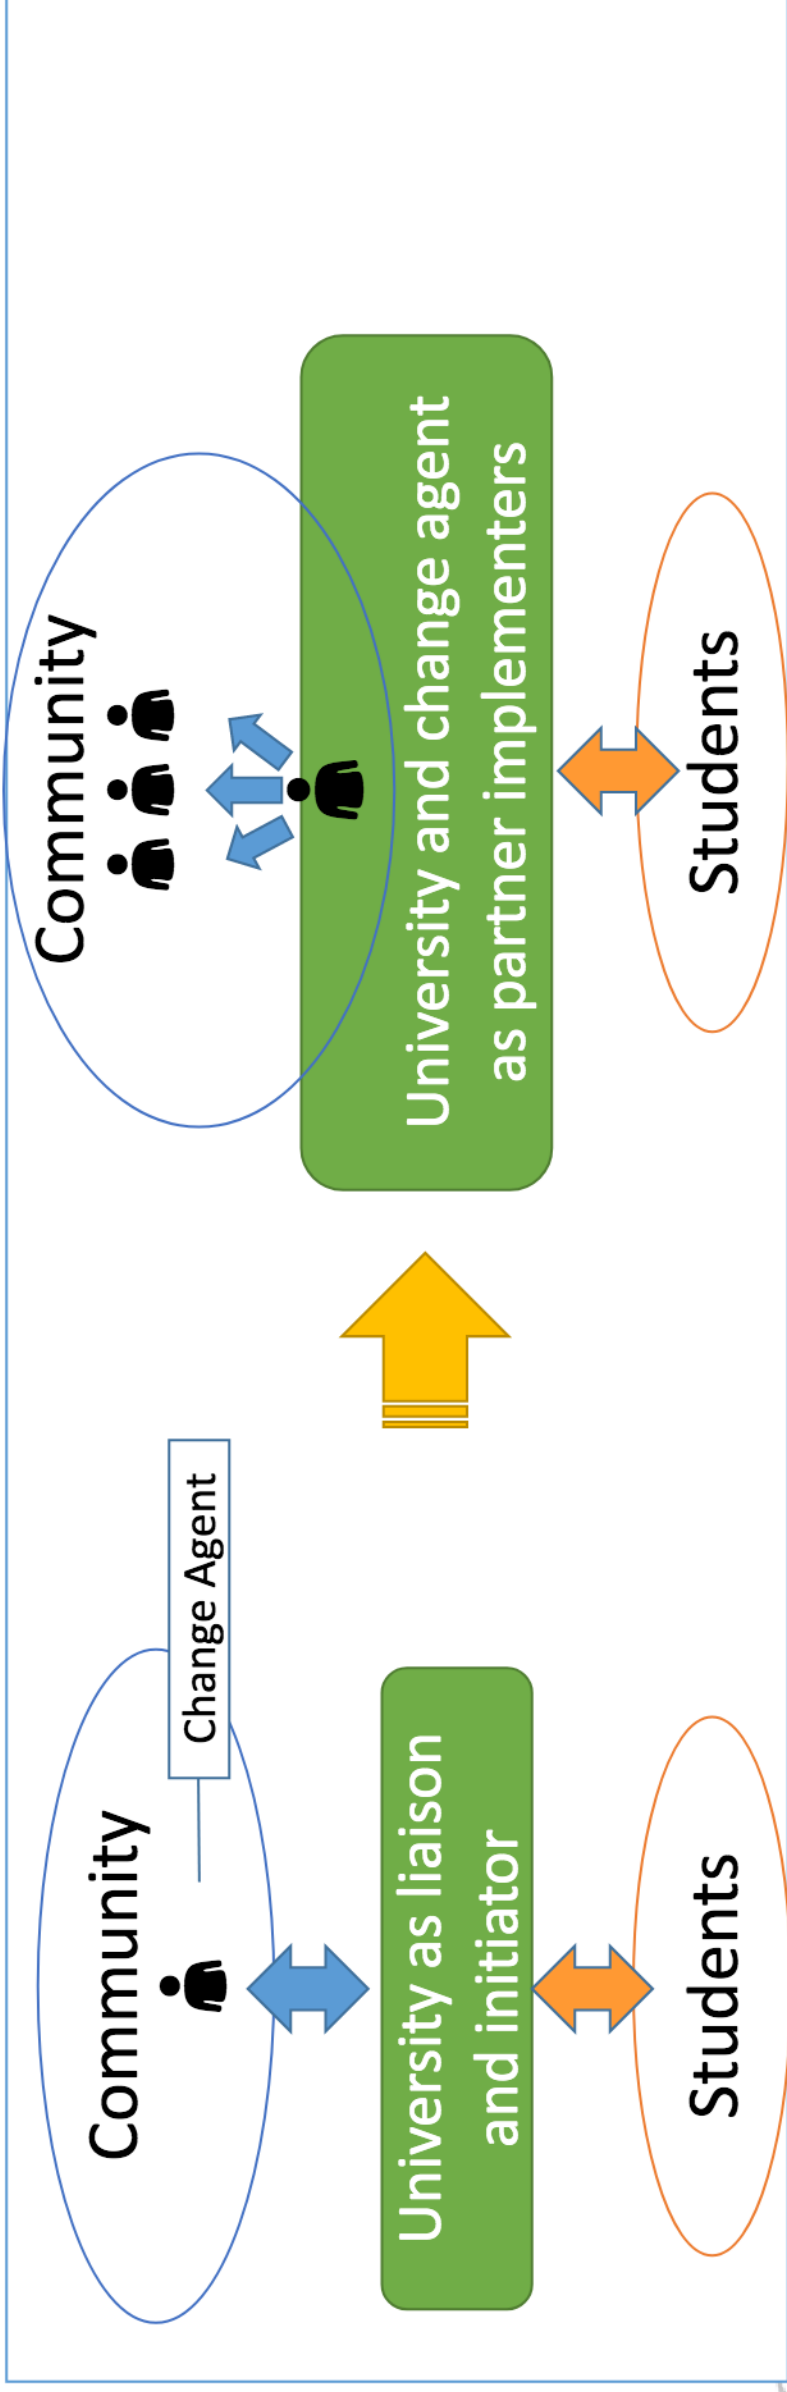 Community
Change Agent
University as liaison
and initiator
Students
Community
University and change agent
as partner implementers
Students